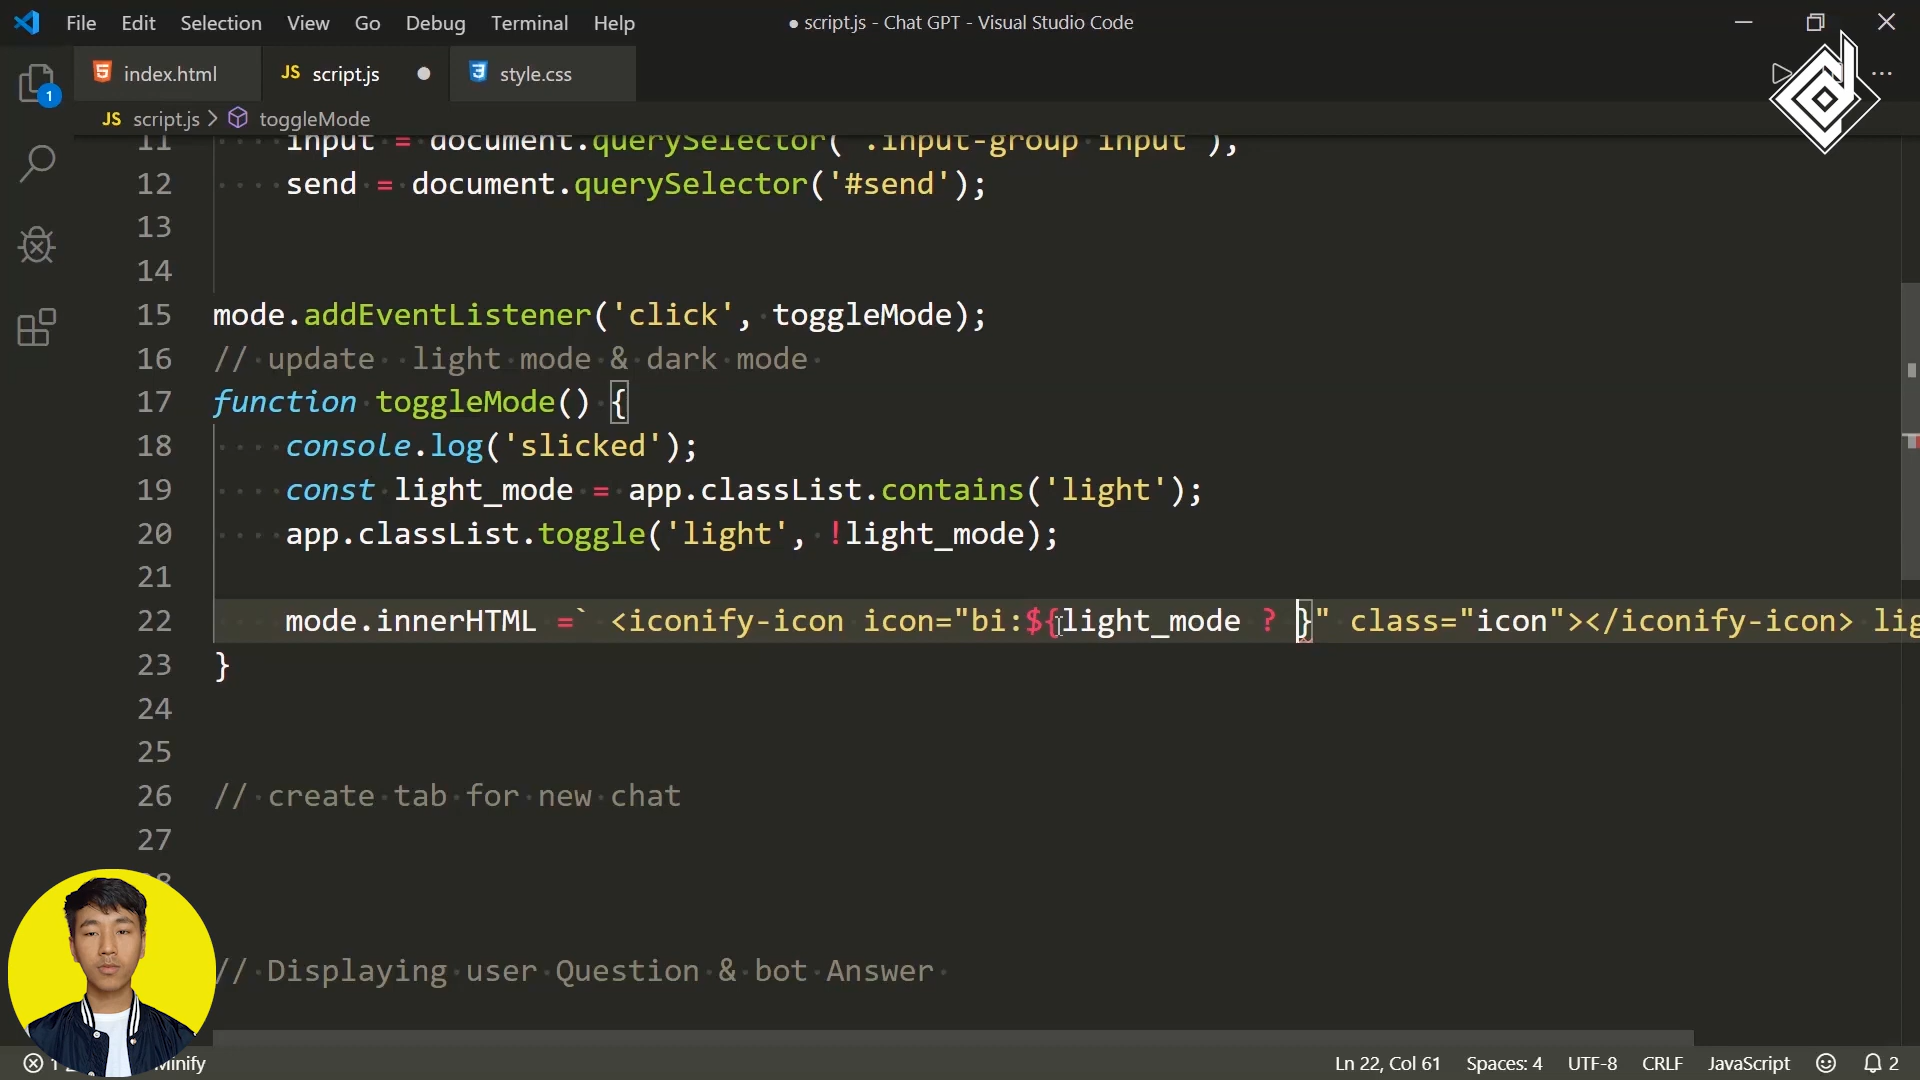 File Edit Selection View Go Debug Terminal Help
● script.js - Chat GPT - Visual Studio Code
index.html
JS script.js ●
style.css
1
JS script.js > toggleMode
11 input = document.querySelector( .input-group input ),
12 send = document.querySelector('#send');
13
14
15 mode.addEventListener('click', toggleMode);
16 // update  light mode & dark mode
17 function toggleMode() {
18 console.log('slicked');
19 const light_mode = app.classList.contains('light');
20 app.classList.toggle('light', !light_mode);
21
22 mode.innerHTML =` <iconify-icon icon="bi:${light_mode ? }" class="icon"></iconify-icon> lig
23 }
24
25
26 // create tab for new chat
27
// Displaying user Question & bot Answer
Minify
Ln 22, Col 61 Spaces: 4 UTF-8 CRLF JavaScript 2